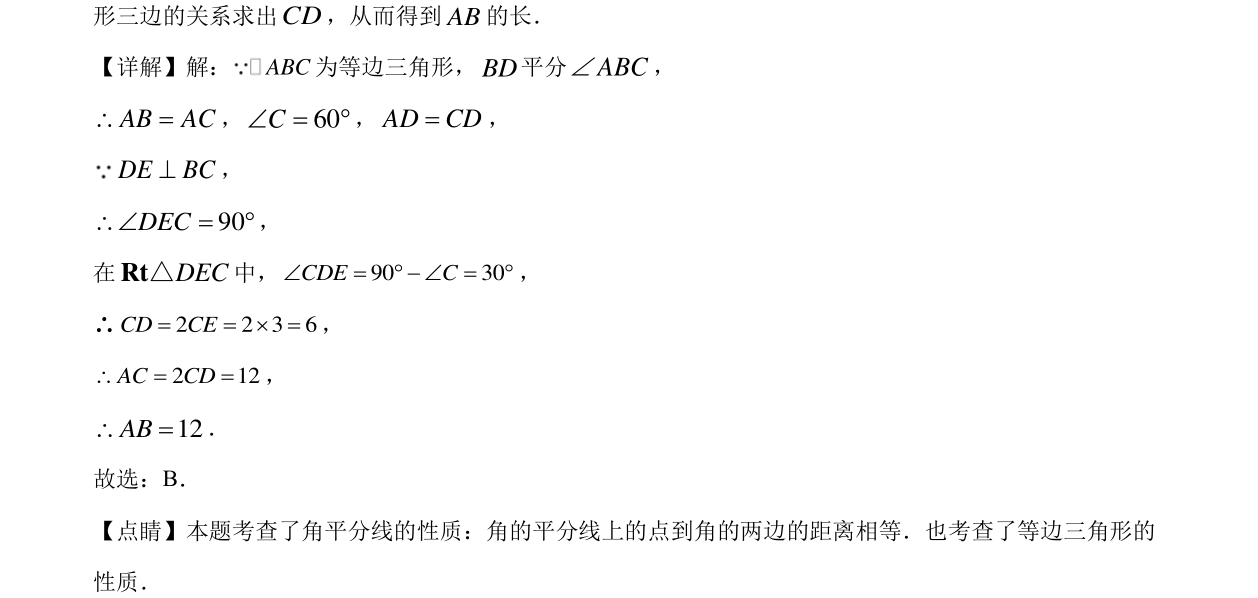 形三边的关系求出CD，从而得到AB的长．
【详解】解：∵□ABC为等边三角形，BD平分∠ABC，
∴AB=AC，∠C=60°，AD=CD，
∵DE⊥BC，
∴∠DEC=90°，
在Rt△DEC中，∠CDE=90°−∠C=30°，
∴CD=2CE=2×3=6，
∴AC=2CD=12，
∴AB=12．
故选：B．
【点睛】本题考查了角平分线的性质：角的平分线上的点到角的两边的距离相等．也考查了等边三角形的
性质．